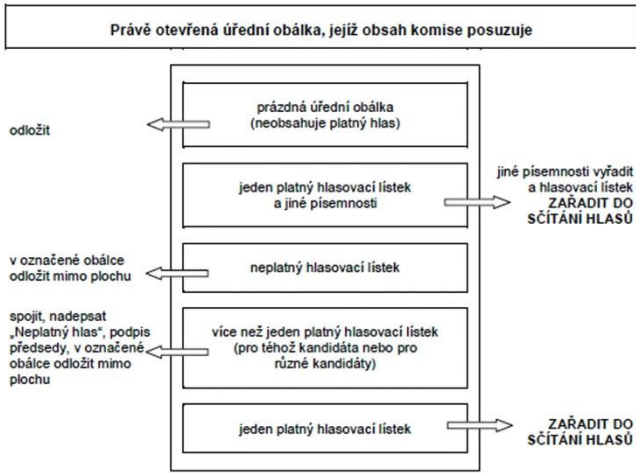 Právě otevřená úřední obálka, jejíž obsah komise posuzuje
odložit
prázdná úřední obálka
(neobsahuje platný hlas)
jeden platný hlasovací lístek
a jiné písemnosti
jiné písemnosti vyřadit
a hlasovací lístek
ZAŘADIT DO
SČÍTÁNÍ HLASŮ
v označené obálce
odložit mimo plochu
neplatný hlasovací lístek
spojit, nadepsat
„Neplatný hlas“, podpis
předsedy, v označené
obálce odložit mimo
plochu
více než jeden platný hlasovací lístek
(pro téhož kandidáta nebo pro
různé kandidáty)
jeden platný hlasovací lístek
ZAŘADIT DO
SČÍTÁNÍ HLASŮ